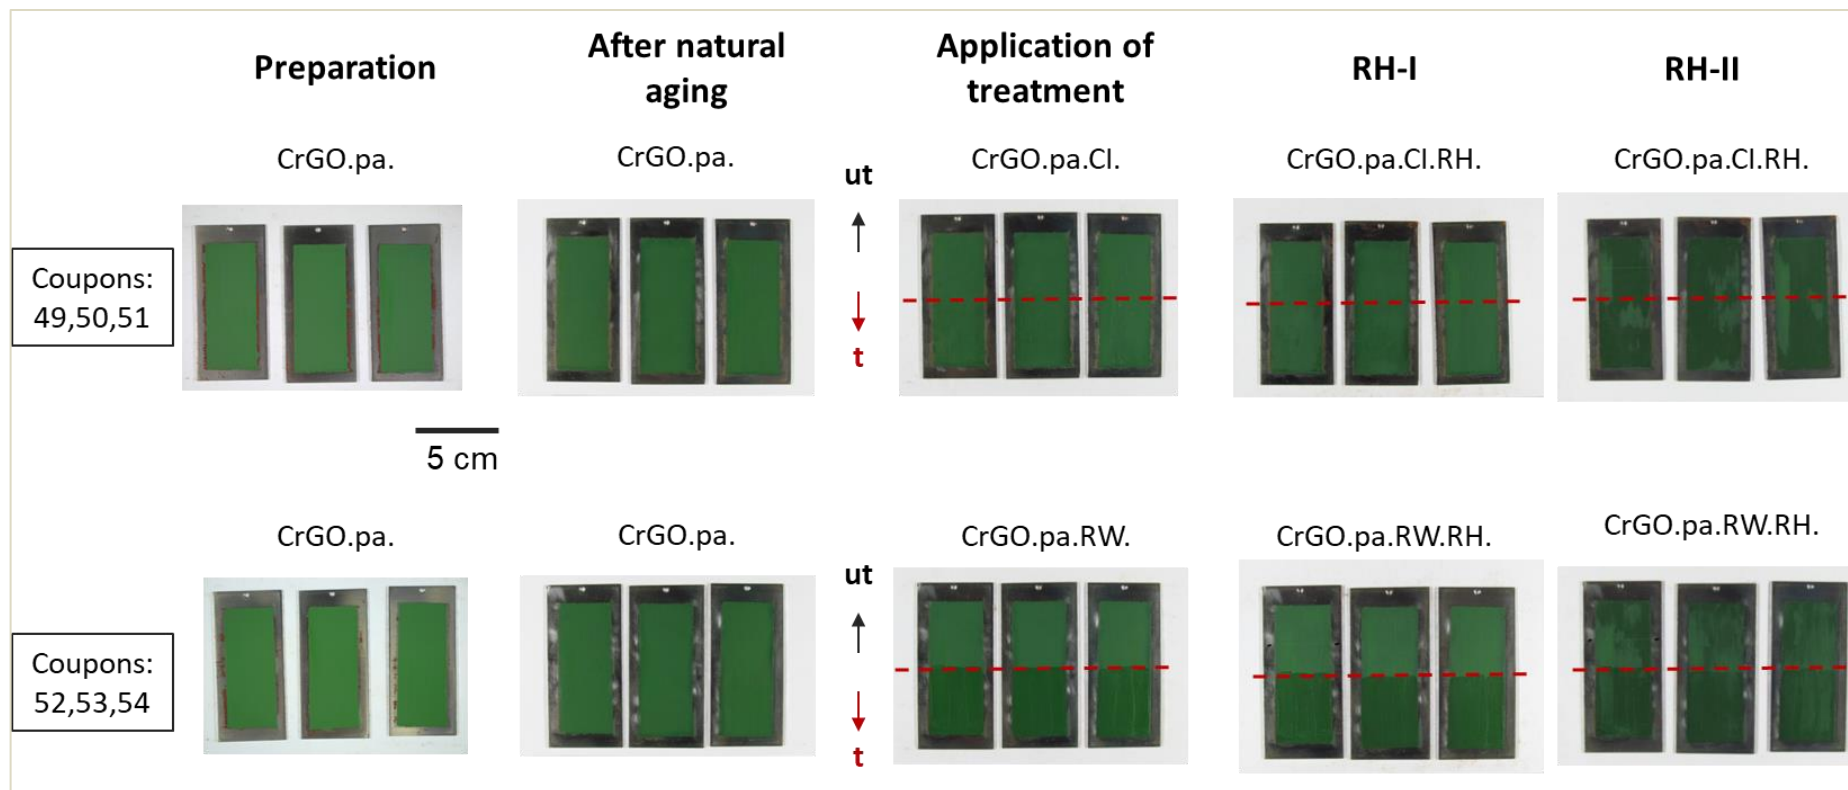 Preparation
After natural
aging
Application of
treatment
RH-I
RH-II
CrGO.pa.
CrGO.pa.
CrGO.pa.Cl.
CrGO.pa.Cl.RH.
CrGO.pa.Cl.RH.
ut
Coupons:
49,50,51
t
5 cm
CrGO.pa.
CrGO.pa.
CrGO.pa.RW.
CrGO.pa.RW.RH.
CrGO.pa.RW.RH.
ut
Coupons:
52,53,54
t